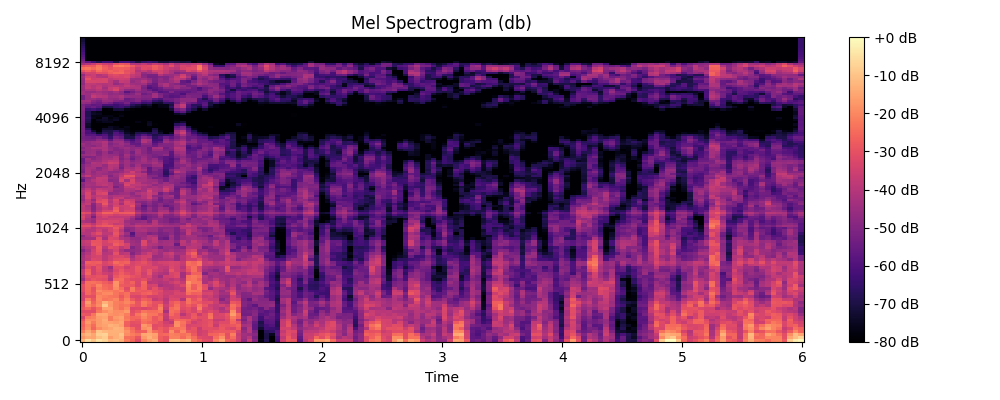 Mel Spectrogram (db)
Hz
8192
4096
2048
1024
512
0
0 1 2 3 4 5 6
Time
+0 dB
-10 dB
-20 dB
-30 dB
-40 dB
-50 dB
-60 dB
-70 dB
-80 dB